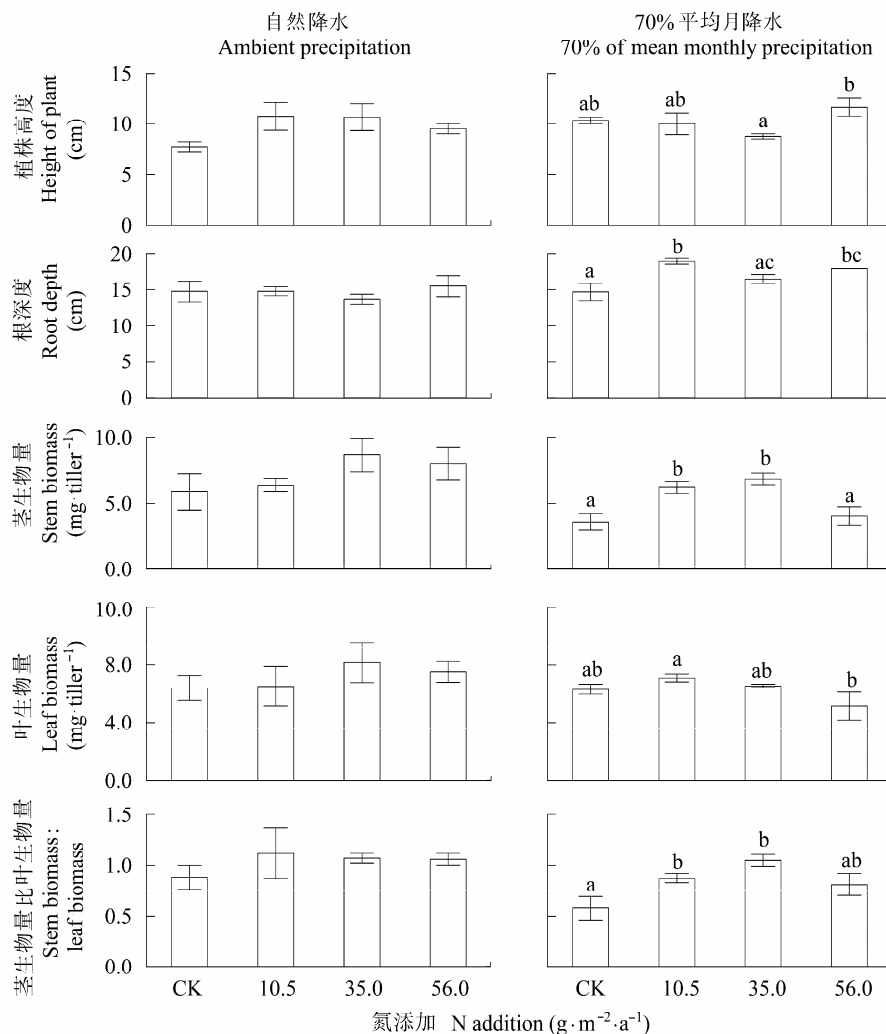 自然降水
Ambient precipitation
70%平均月降水
70% of mean monthly precipitation
植株高度
Height of plant
(cm)
15
10
5
0
ab
ab
a
b
根深度
Root depth
(cm)
20
15
10
5
0
a
b
ac
bc
茎生物量
Stem biomass
(mg·tiller⁻¹)
10.0
5.0
0.0
a
b
b
a
叶生物量
Leaf biomass
(mg·tiller⁻¹)
10.0
8.0
4.0
0.0
ab
a
ab
b
茎生物量比叶生物量
Stem biomass:
leaf biomass
1.5
1.0
0.5
0.0
a
b
b
ab
CK 10.5 35.0 56.0
CK 10.5 35.0 56.0
氮添加 N addition (g·m⁻²·a⁻¹)